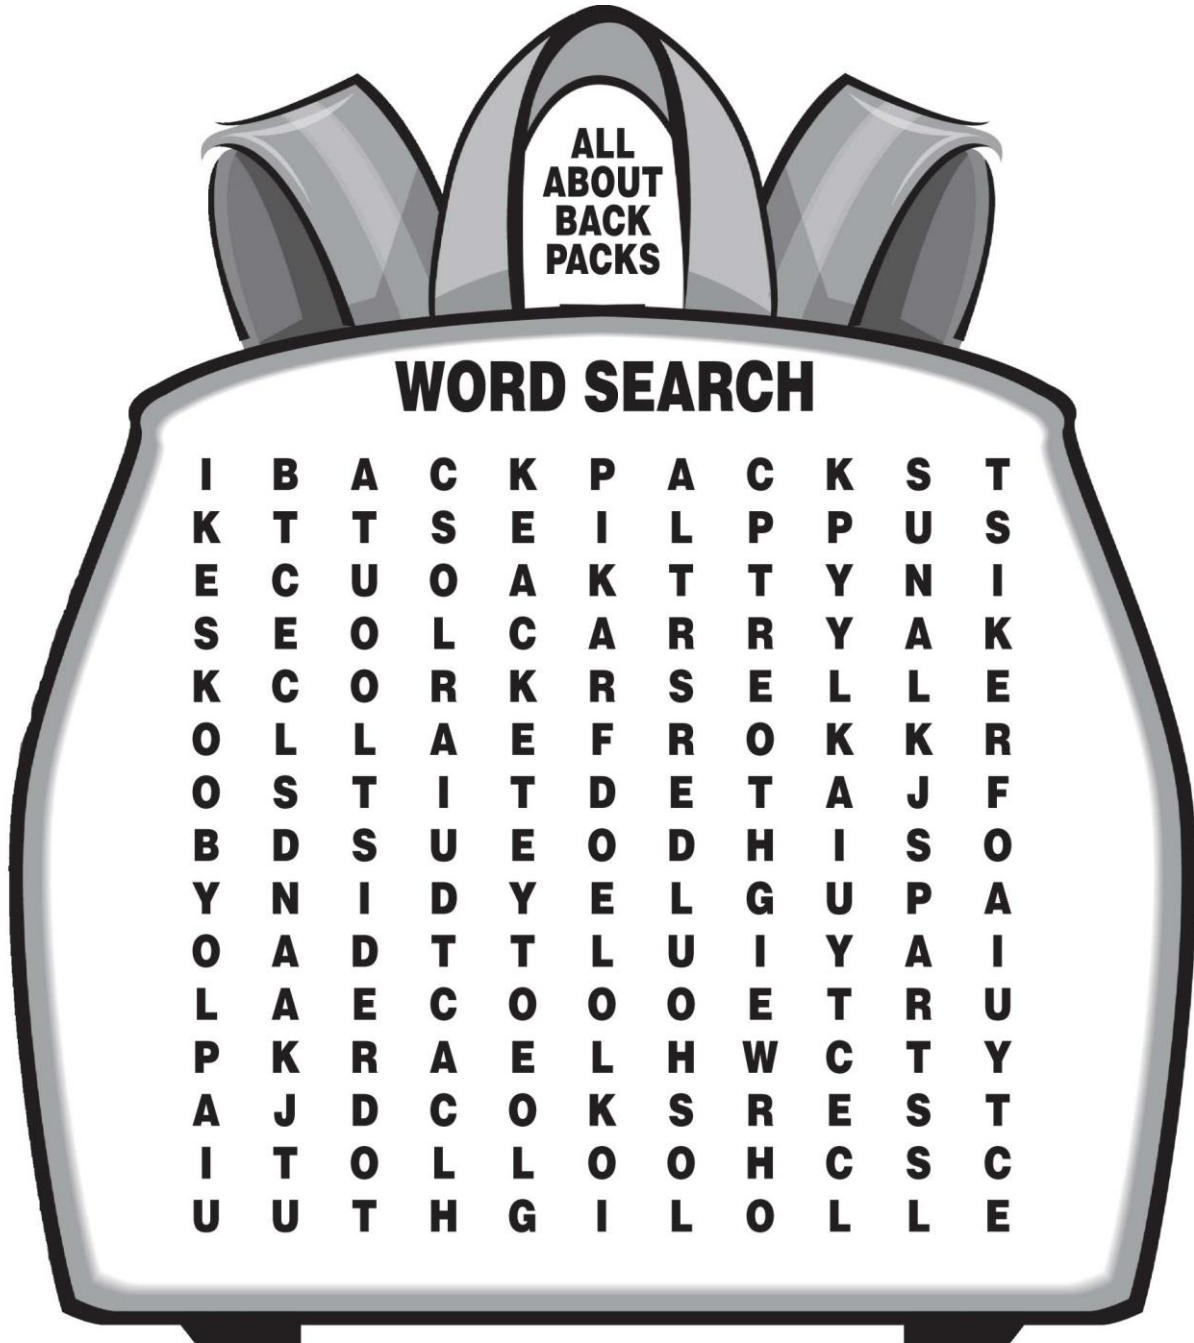 ALL
ABOUT
BACK
PACKS
WORD SEARCH
I B A C K P A C K S T
K T T S E I L P P U S
E C U O A K T T Y N I
S E O L C A R R Y A K
K C O R K R S E L L E
O L L A E F R O K K R
O S T I T D E T A J F
B D S U E O D H I S O
Y N I D Y E L G U P A
O A D T T L U I Y A I
L A E C O O O E T R U
P K R A E L H W C T Y
A J D C O K S R E S T
I T O L L O O H C S C
U U T H G I L O L L E